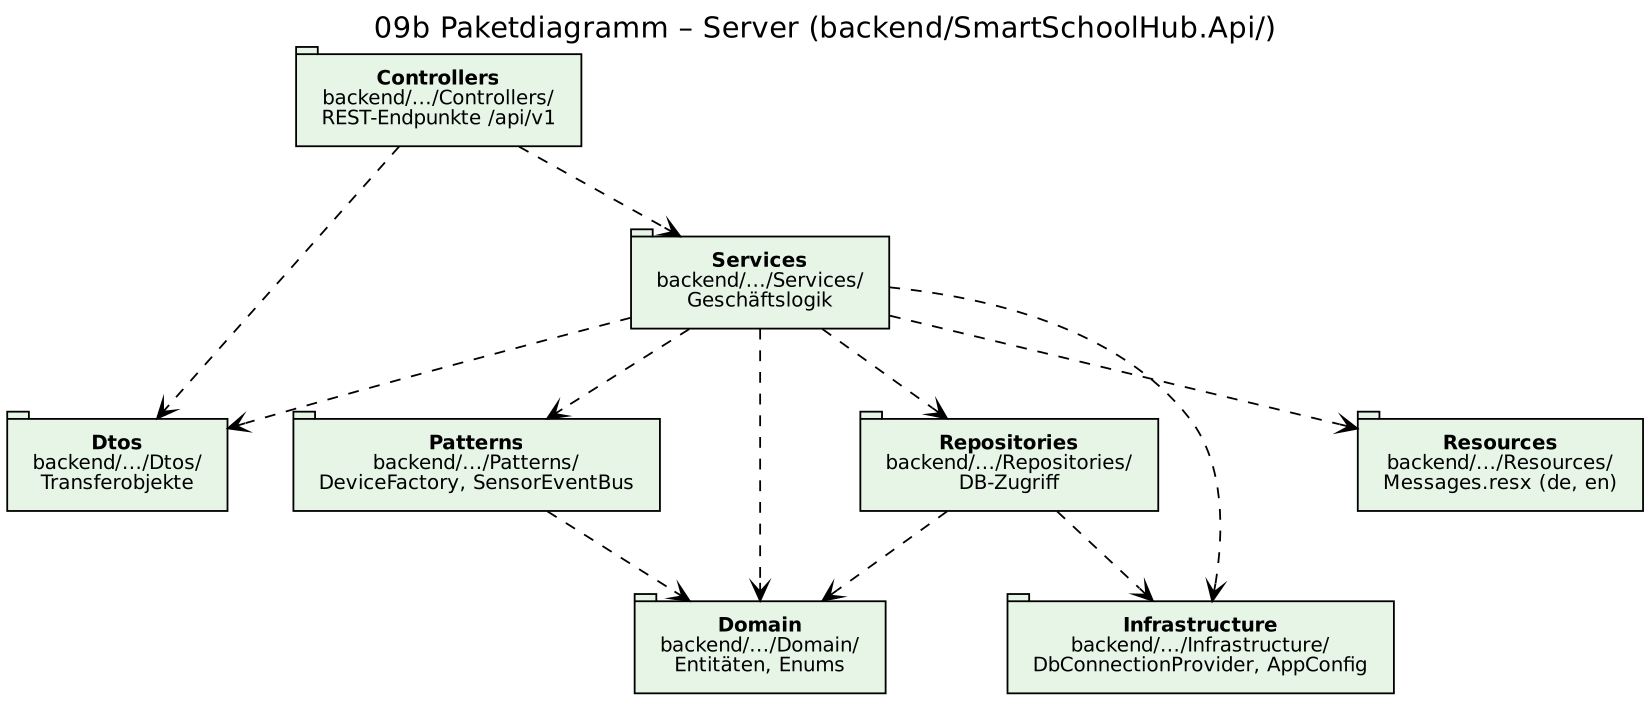 09b Paketdiagramm – Server (backend/SmartSchoolHub.Api/)
Controllers
backend/…/Controllers/
REST-Endpunkte /api/v1
Services
backend/…/Services/
Geschäftslogik
Dtos
backend/…/Dtos/
Transferobjekte
Patterns
backend/…/Patterns/
DeviceFactory, SensorEventBus
Repositories
backend/…/Repositories/
DB-Zugriff
Resources
backend/…/Resources/
Messages.resx (de, en)
Domain
backend/…/Domain/
Entitäten, Enums
Infrastructure
backend/…/Infrastructure/
DbConnectionProvider, AppConfig